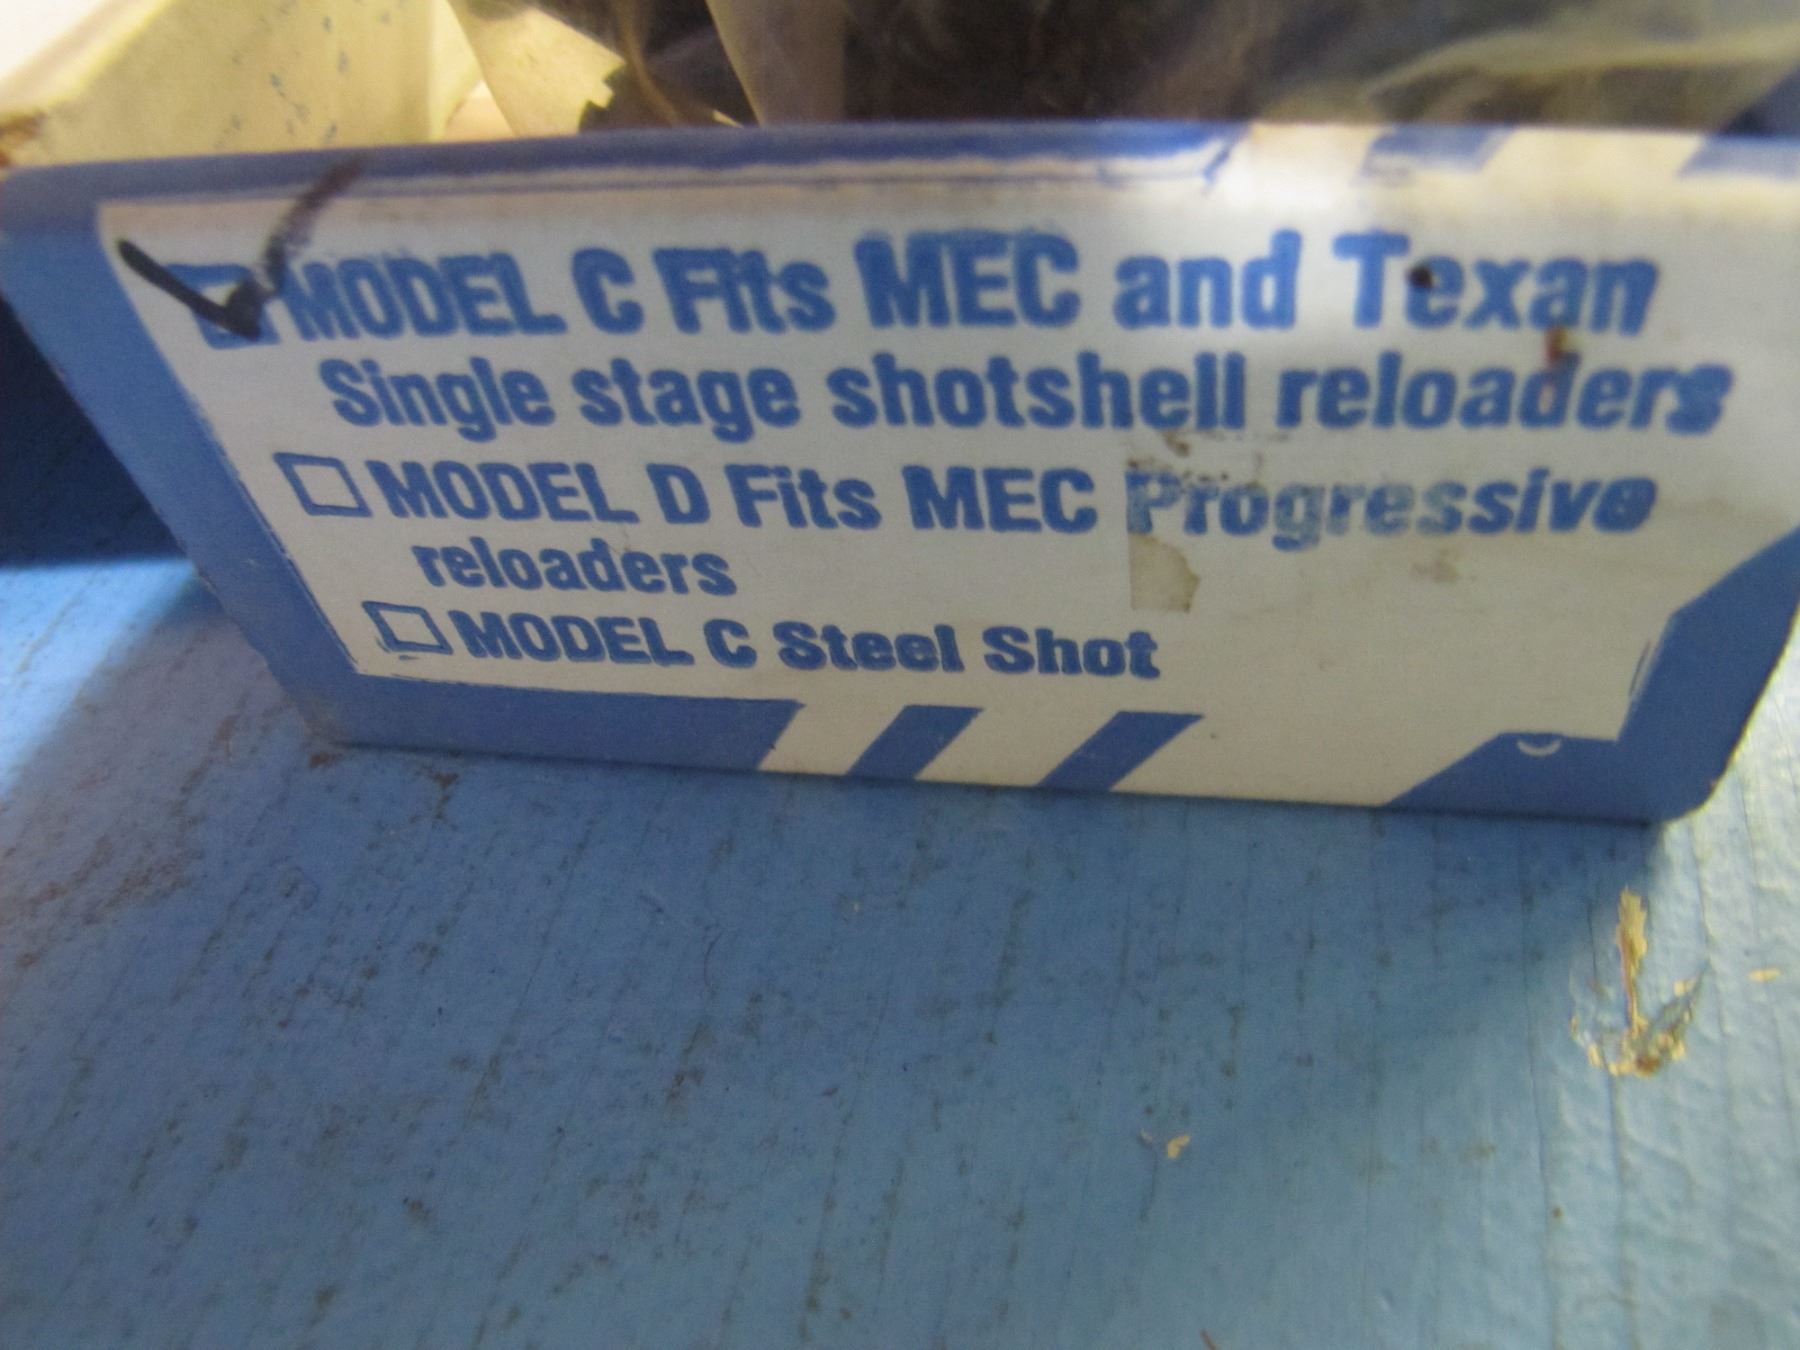 MODEL C Fits MEC and Texan
Single stage shotshell reloaders
MODEL D Fits MEC Progressive
reloaders
MODEL C Steel Shot